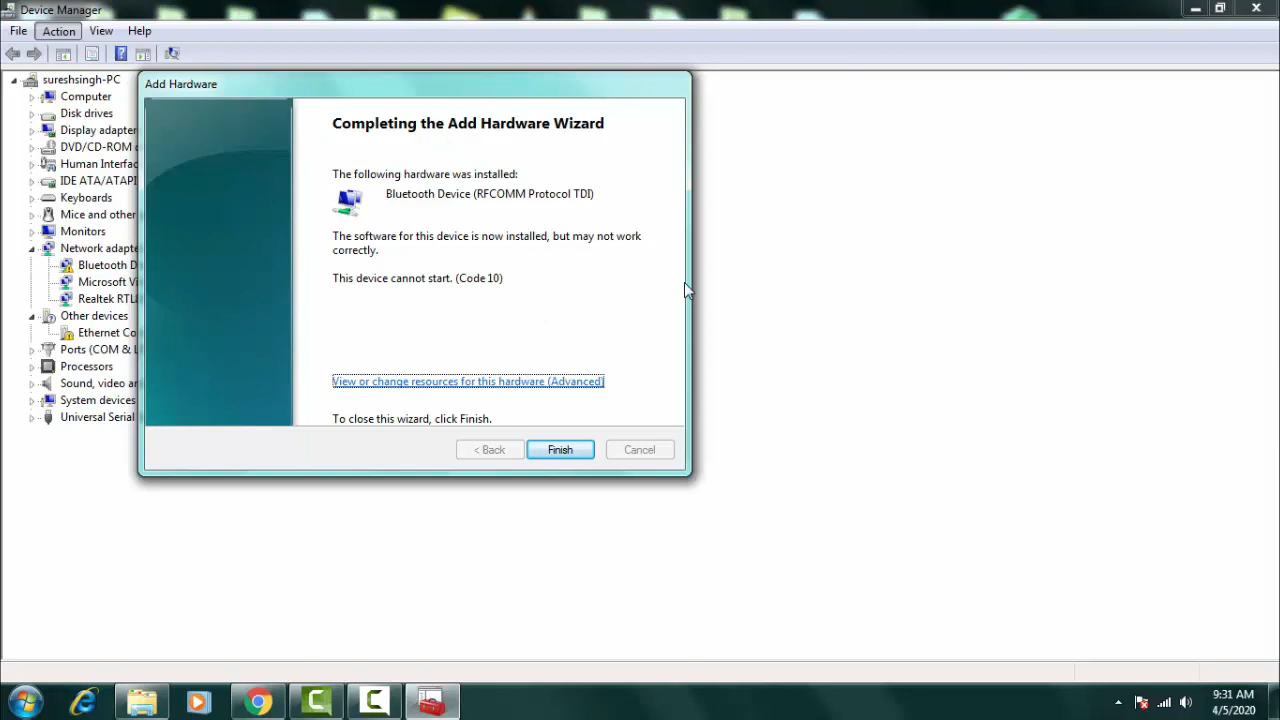 Device Manager
File Action View Help
sureshsingh-PC
Computer
Disk drives
Display adapter
DVD/CD-ROM
Human Interfac
IDE ATA/ATAPI
Keyboards
Mice and other
Monitors
Network adapte
Bluetooth D
Microsoft Vi
Realtek RTL
Other devices
Ethernet Co
Ports (COM & L
Processors
Sound, video ar
System devices
Universal Serial
Add Hardware
Completing the Add Hardware Wizard
The following hardware was installed:
Bluetooth Device (RFCOMM Protocol TDI)
The software for this device is now installed, but may not work
correctly.
This device cannot start. (Code 10)
View or change resources for this hardware (Advanced)
To close this wizard, click Finish.
< Back Finish Cancel
9:31 AM
4/5/2020